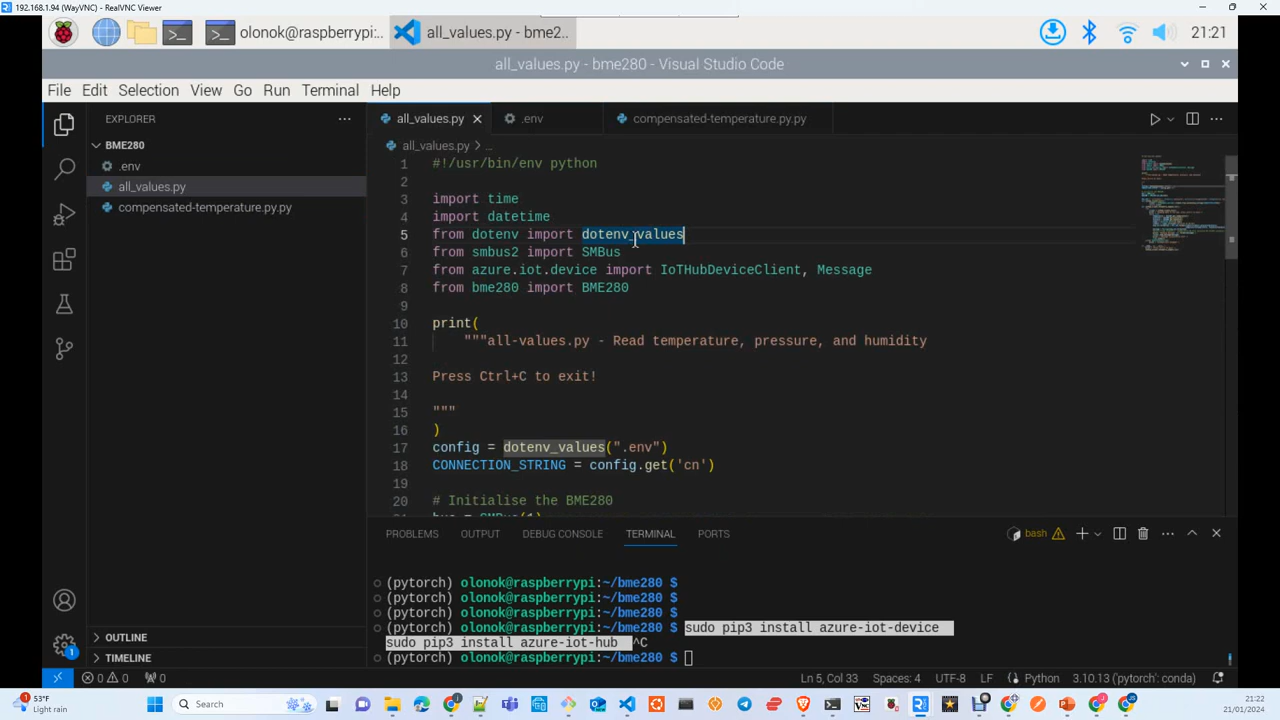 192.168.1.94 (WayVNC) - RealVNC Viewer
olonok@raspberrypi:..
all_values.py - bme2..
21:21
all_values.py - bme280 - Visual Studio Code
File Edit Selection View Go Run Terminal Help
EXPLORER
BME280
.env
all_values.py
compensated-temperature.py.py
all_values.py
.env
compensated-temperature.py.py
all_values.py > ...
1 #!/usr/bin/env python
2
3 import time
4 import datetime
5 from dotenv import dotenv_values
6 from smbus2 import SMBus
7 from azure.iot.device import IoTHubDeviceClient, Message
8 from bme280 import BME280
9
10 print(
11 """all-values.py - Read temperature, pressure, and humidity
12
13 Press Ctrl+C to exit!
14
15 """
16 )
17 config = dotenv_values(".env")
18 CONNECTION_STRING = config.get('cn')
19
20 # Initialise the BME280
PROBLEMS OUTPUT DEBUG CONSOLE TERMINAL PORTS
bash
(pytorch) olonok@raspberrypi:~/bme280 $
(pytorch) olonok@raspberrypi:~/bme280 $
(pytorch) olonok@raspberrypi:~/bme280 $
(pytorch) olonok@raspberrypi:~/bme280 $ sudo pip3 install azure-iot-device
sudo pip3 install azure-iot-hub ^C
(pytorch) olonok@raspberrypi:~/bme280 $
OUTLINE
TIMELINE
1
0 0 0
Ln 5, Col 33 Spaces: 4 UTF-8 LF Python 3.10.13 ('pytorch': conda)
53°F
Light rain
Search
21:22
21/01/2024